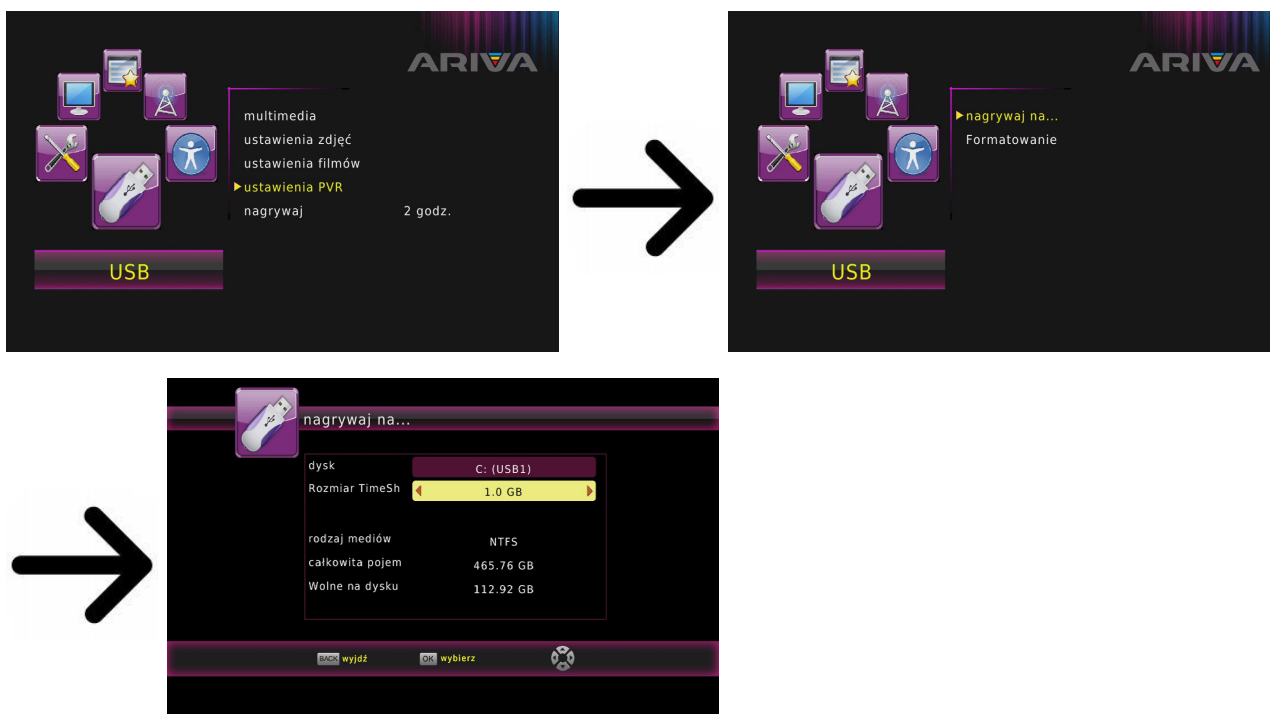 ARIVA
multimedia
ustawienia zdjęć
ustawienia filmów
ustawienia PVR
nagrywaj 2 godz.
USB
ARIVA
nagrywaj na...
Formatowanie
USB
nagrywaj na...
dysk C: (USB1)
Rozmiar TimeSh 1.0 GB
rodzaj mediów NTFS
całkowita pojem 465.76 GB
Wolne na dysku 112.92 GB
BACK wyjdź OK wybierz